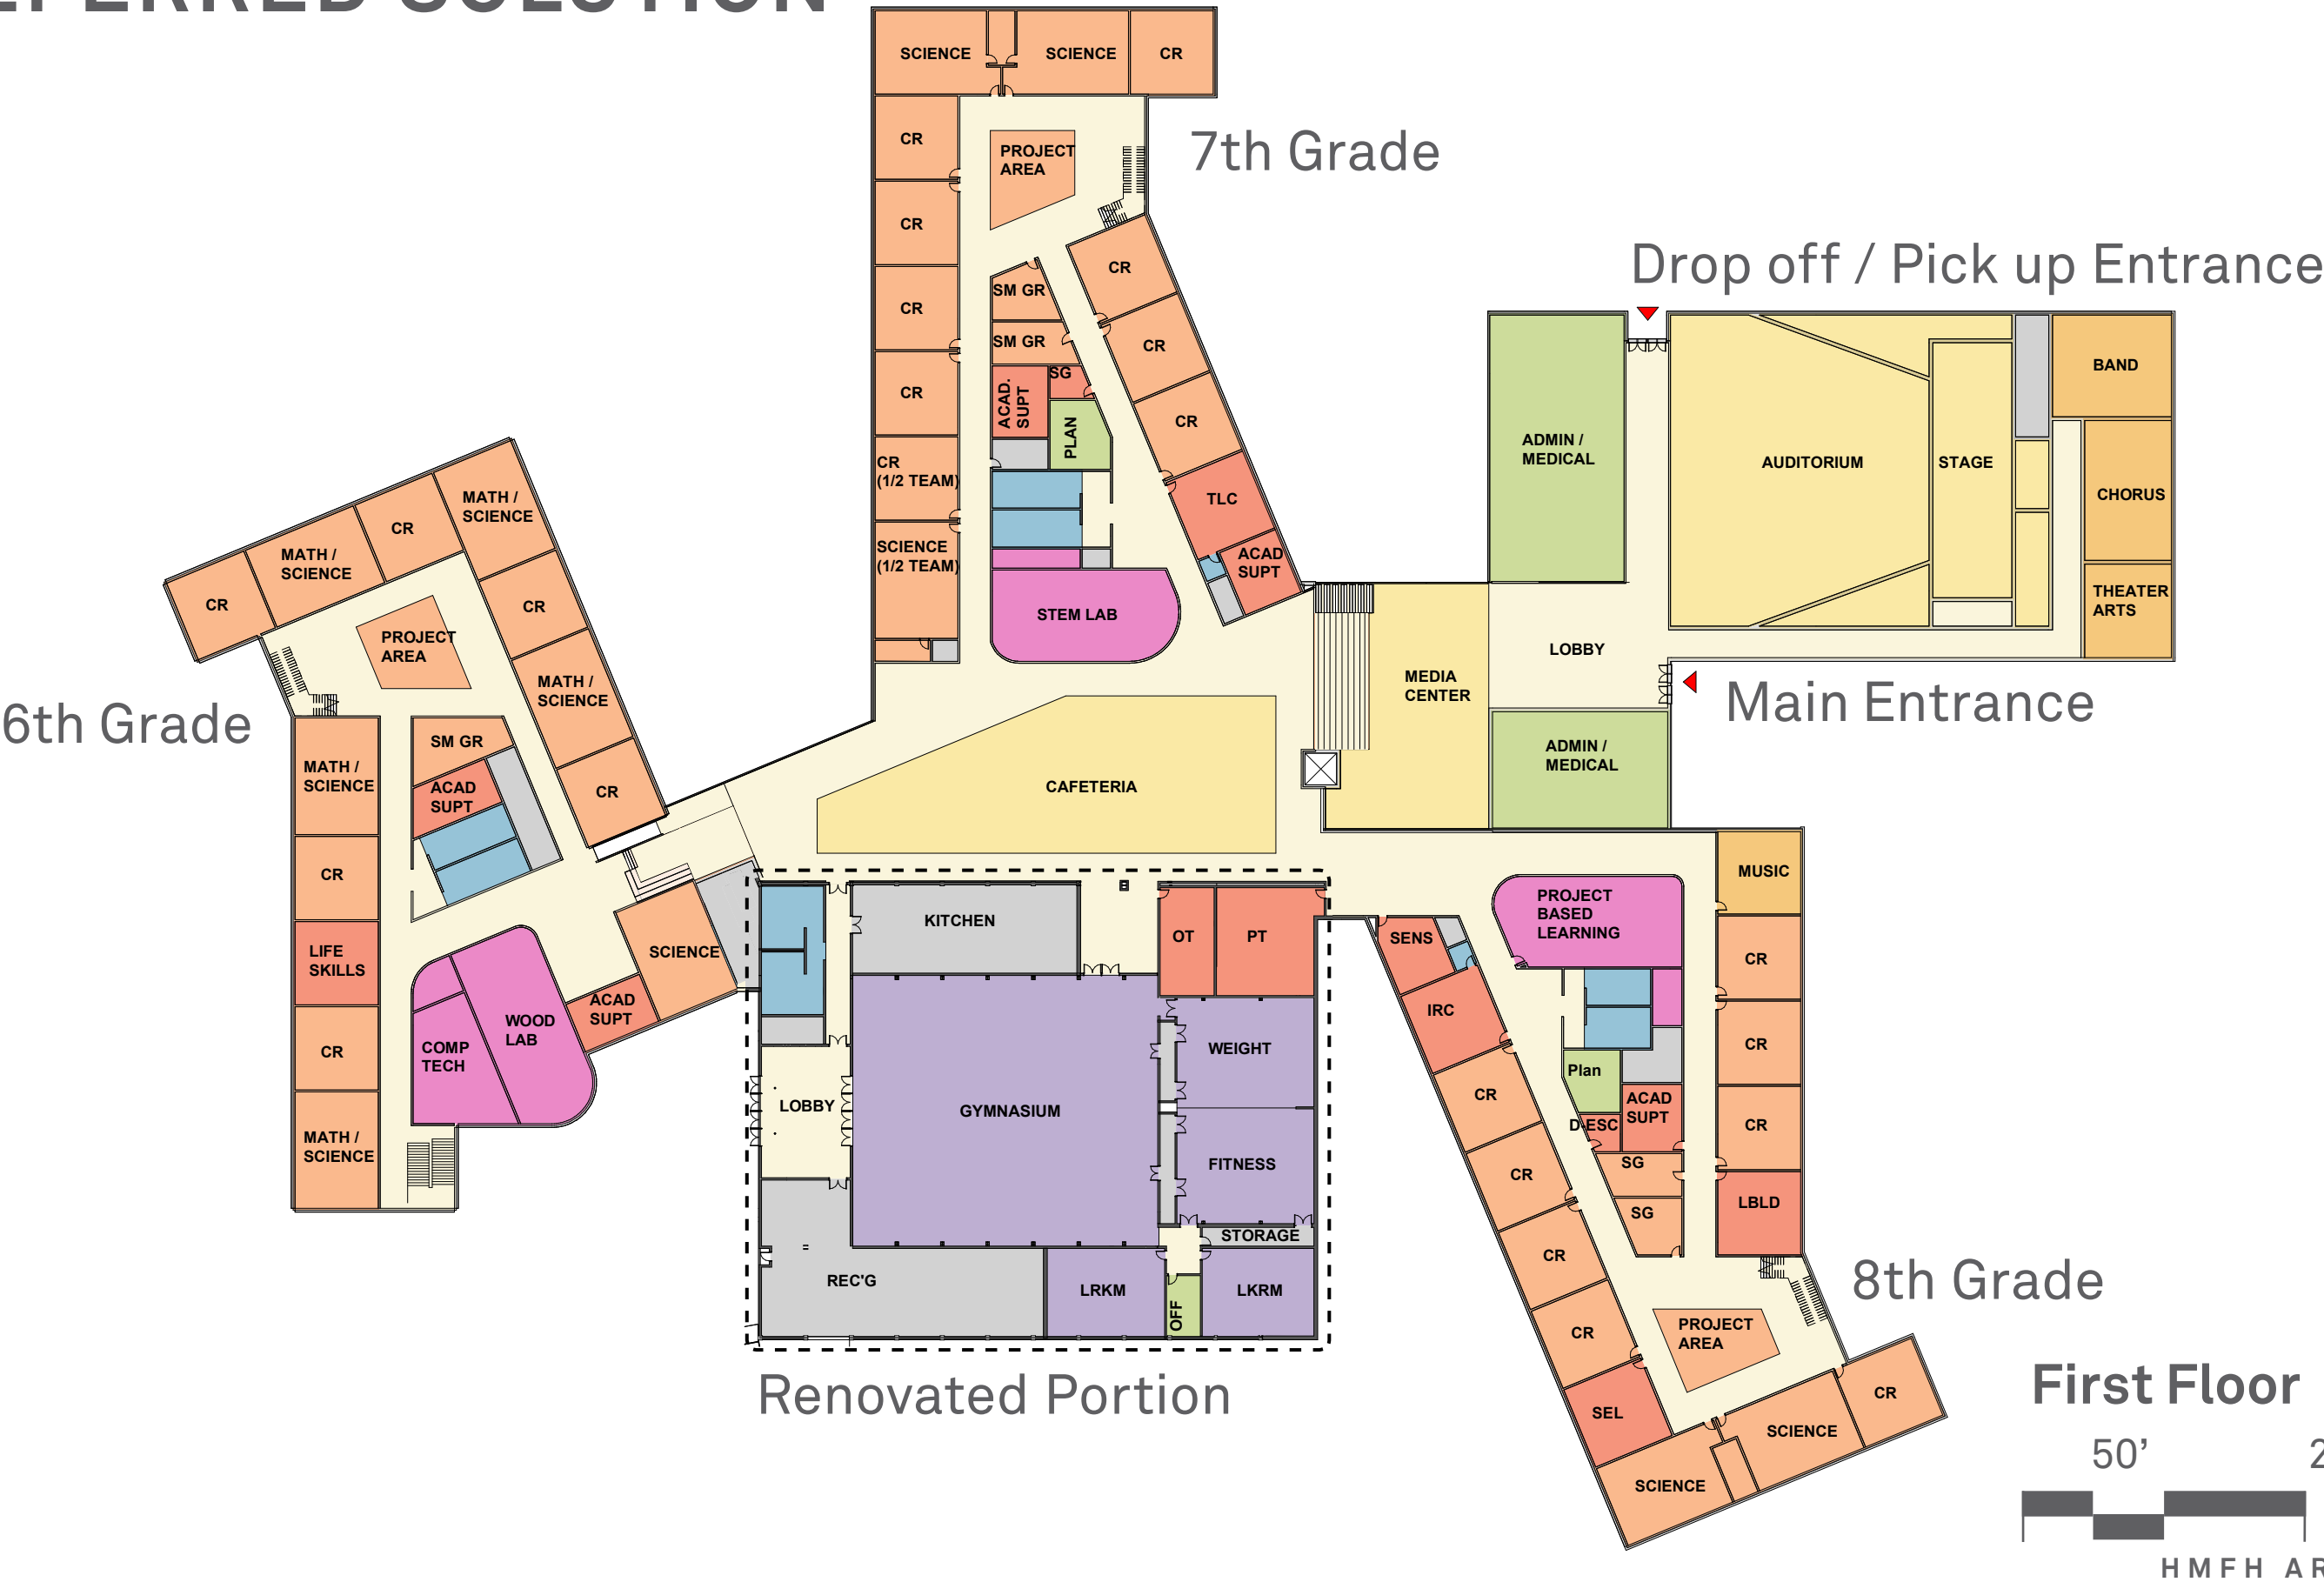 SCIENCE
SCIENCE
CR
CR
PROJECT
AREA
7th Grade
CR
CR
CR
SM GR
SM GR
CR
CR
SG
ACAD.
SUPT
PLAN
CR
CR
(1/2 TEAM)
TLC
SCIENCE
(1/2 TEAM)
ACAD
SUPT
STEM LAB
Drop off / Pick up Entrance
ADMIN /
MEDICAL
AUDITORIUM
STAGE
BAND
CHORUS
THEATER
ARTS
LOBBY
MEDIA
CENTER
Main Entrance
ADMIN /
MEDICAL
CAFETERIA
MATH /
SCIENCE
CR
MATH /
SCIENCE
CR
CR
PROJECT
AREA
MATH /
SCIENCE
6th Grade
SM GR
MATH /
SCIENCE
ACAD
SUPT
CR
CR
LIFE
SKILLS
SCIENCE
ACAD
SUPT
WOOD
LAB
COMP
TECH
CR
MATH /
SCIENCE
KITCHEN
OT
PT
WEIGHT
LOBBY
GYMNASIUM
FITNESS
STORAGE
REC'G
LRKM
OFF
LKRM
Renovated Portion
MUSIC
PROJECT
BASED
LEARNING
SENS
CR
IRC
CR
Plan
CR
ACAD
SUPT
D-ESC
CR
SG
CR
LBLD
SG
CR
8th Grade
CR
PROJECT
AREA
SEL
CR
SCIENCE
SCIENCE
First Floor
50’
HMFH AR